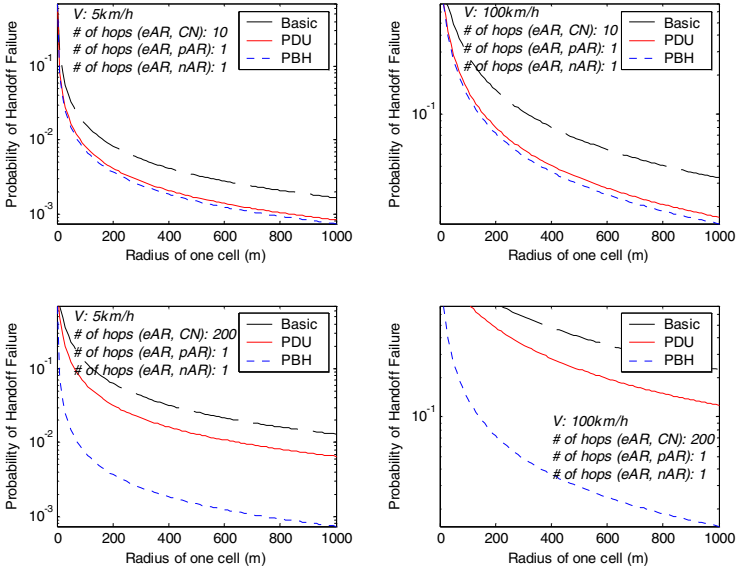 V: 5km/h
# of hops (eAR, CN): 10
# of hops (eAR, pAR): 1
# of hops (eAR, nAR): 1
Basic
PDU
PBH
Probability of Handoff Failure
10^-1
10^-2
10^-3
0 200 400 600 800 1000
Radius of one cell (m)
V: 100km/h
# of hops (eAR, CN): 10
# of hops (eAR, pAR): 1
# of hops (eAR, nAR): 1
Basic
PDU
PBH
Probability of Handoff Failure
10^-1
0 200 400 600 800 1000
Radius of one cell (m)
V: 5km/h
# of hops (eAR, CN): 200
# of hops (eAR, pAR): 1
# of hops (eAR, nAR): 1
Basic
PDU
PBH
Probability of Handoff Failure
10^-1
10^-2
10^-3
0 200 400 600 800 1000
Radius of one cell (m)
Basic
PDU
PBH
V: 100km/h
# of hops (eAR, CN): 200
# of hops (eAR, pAR): 1
# of hops (eAR, nAR): 1
Probability of Handoff Failure
10^-1
0 200 400 600 800 1000
Radius of one cell (m)